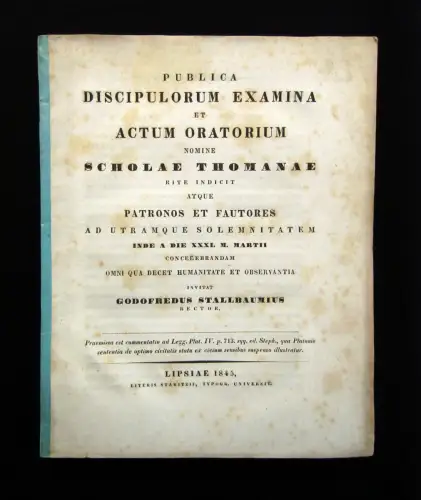 PUBLICA
DISCIPULORUM EXAMINA
ET
ACTUM ORATORIUM
NOMINE
SCHOLAE THOMANAE
RITE INDICIT
ATQUE
PATRONOS ET FAUTORES
AD UTRAMQUE SOLEMNITATEM
INDE A DIE XXXI. M. MARTII
CONCELEBRANDAM
OMNI QUA DECET HUMANITATE ET OBSERVANTIA
INVITAT
GODOFREDUS STALLBAUMIUS
RECTOR.
Praemissa est commentatio ad Legg. Plat. IV. p. 713. sqq. ed. Steph., qua Platonis
sententia de optimo civitatis statu ex civium sensibus suspenso illustratur.
LIPSIAE 1845,
LITERIS STARITZII, TYPOGR. UNIVERSIT.